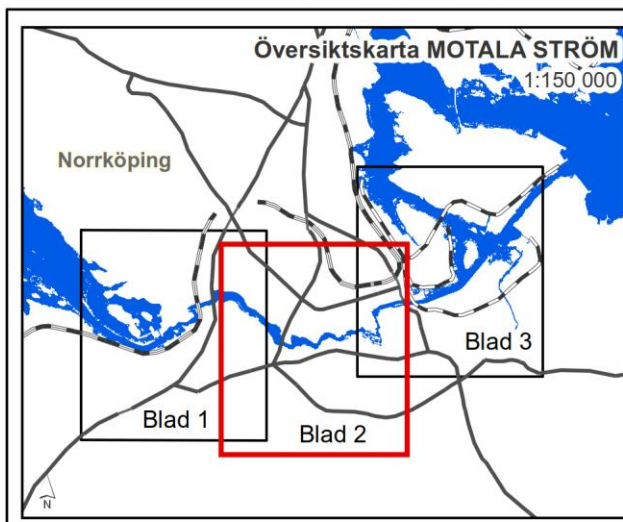 Översiktskarta MOTALA STRÖM
1:150 000
Norrköping
Blad 3
Blad 1
Blad 2
N